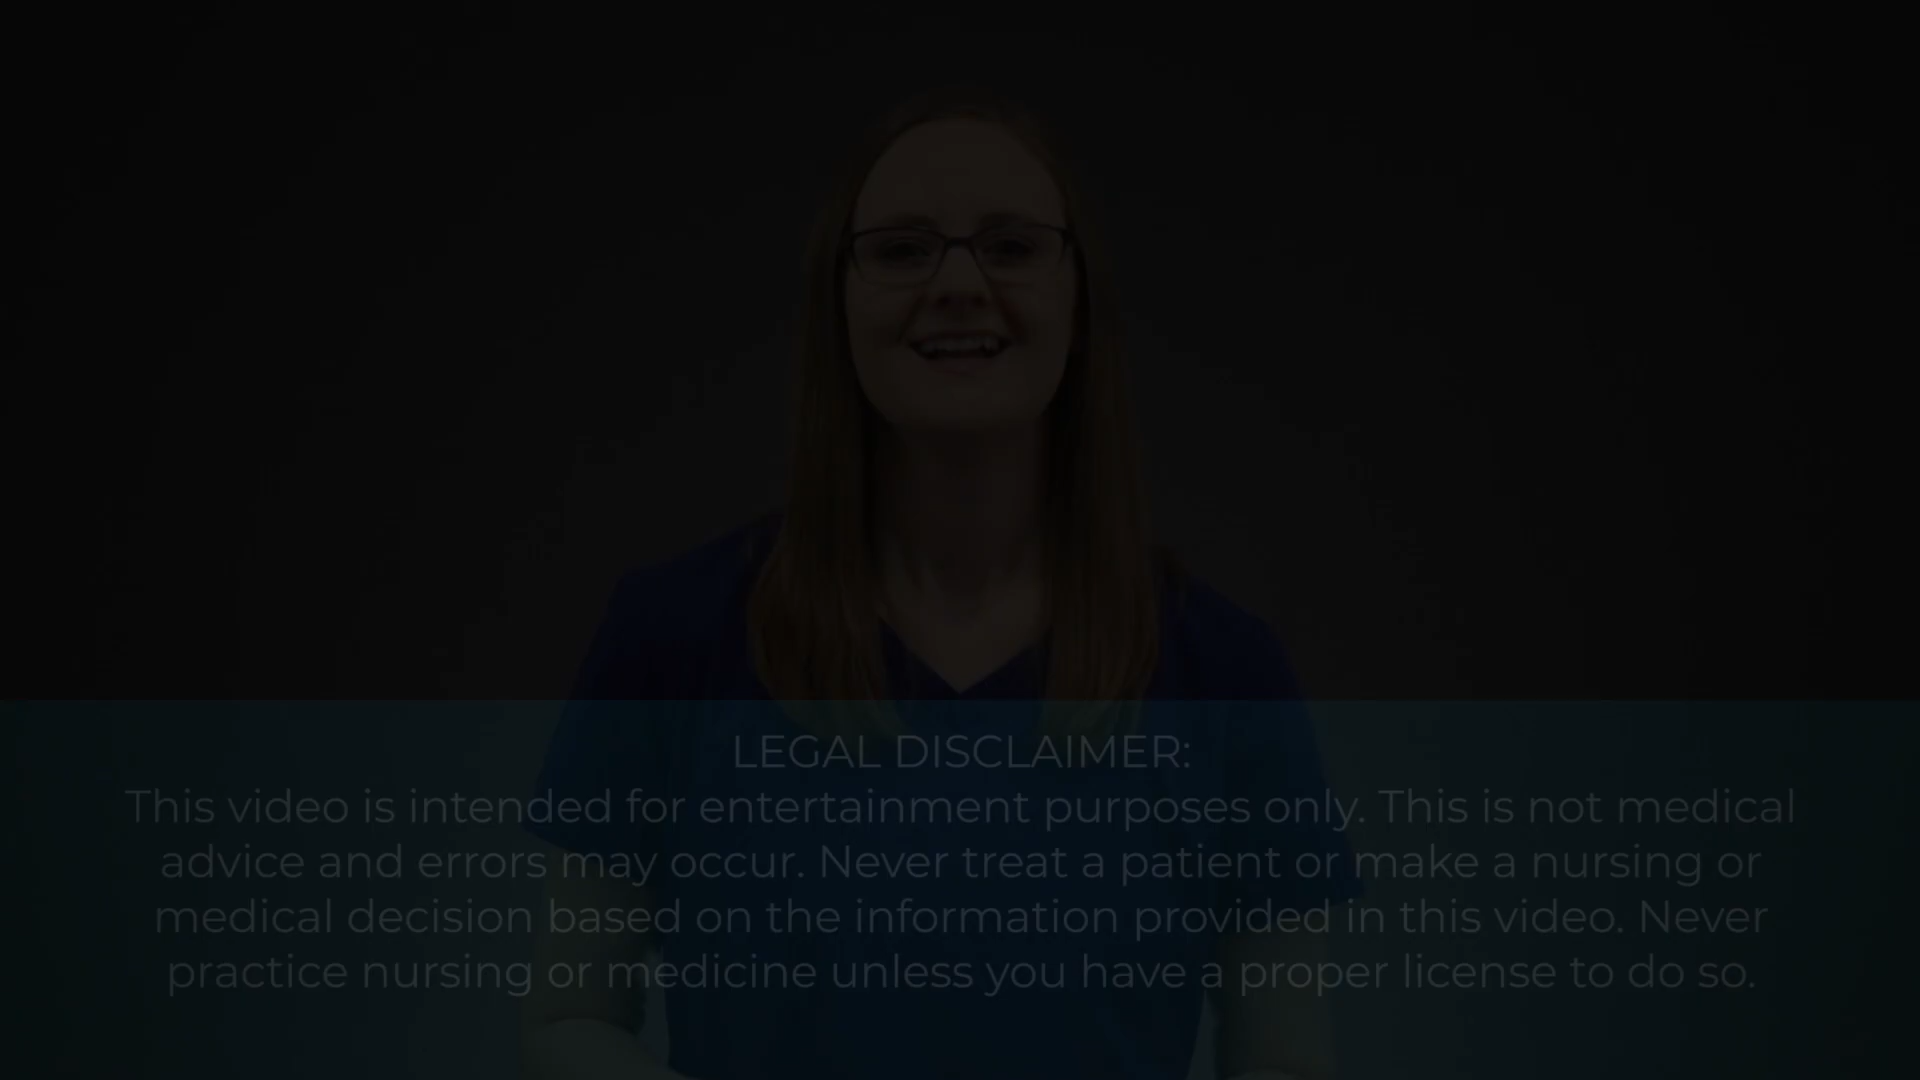 LEGAL DISCLAIMER:
This video is intended for entertainment purposes only. This is not medical
advice and errors may occur. Never treat a patient or make a nursing or
medical decision based on the information provided in this video. Never
practice nursing or medicine unless you have a proper license to do so.